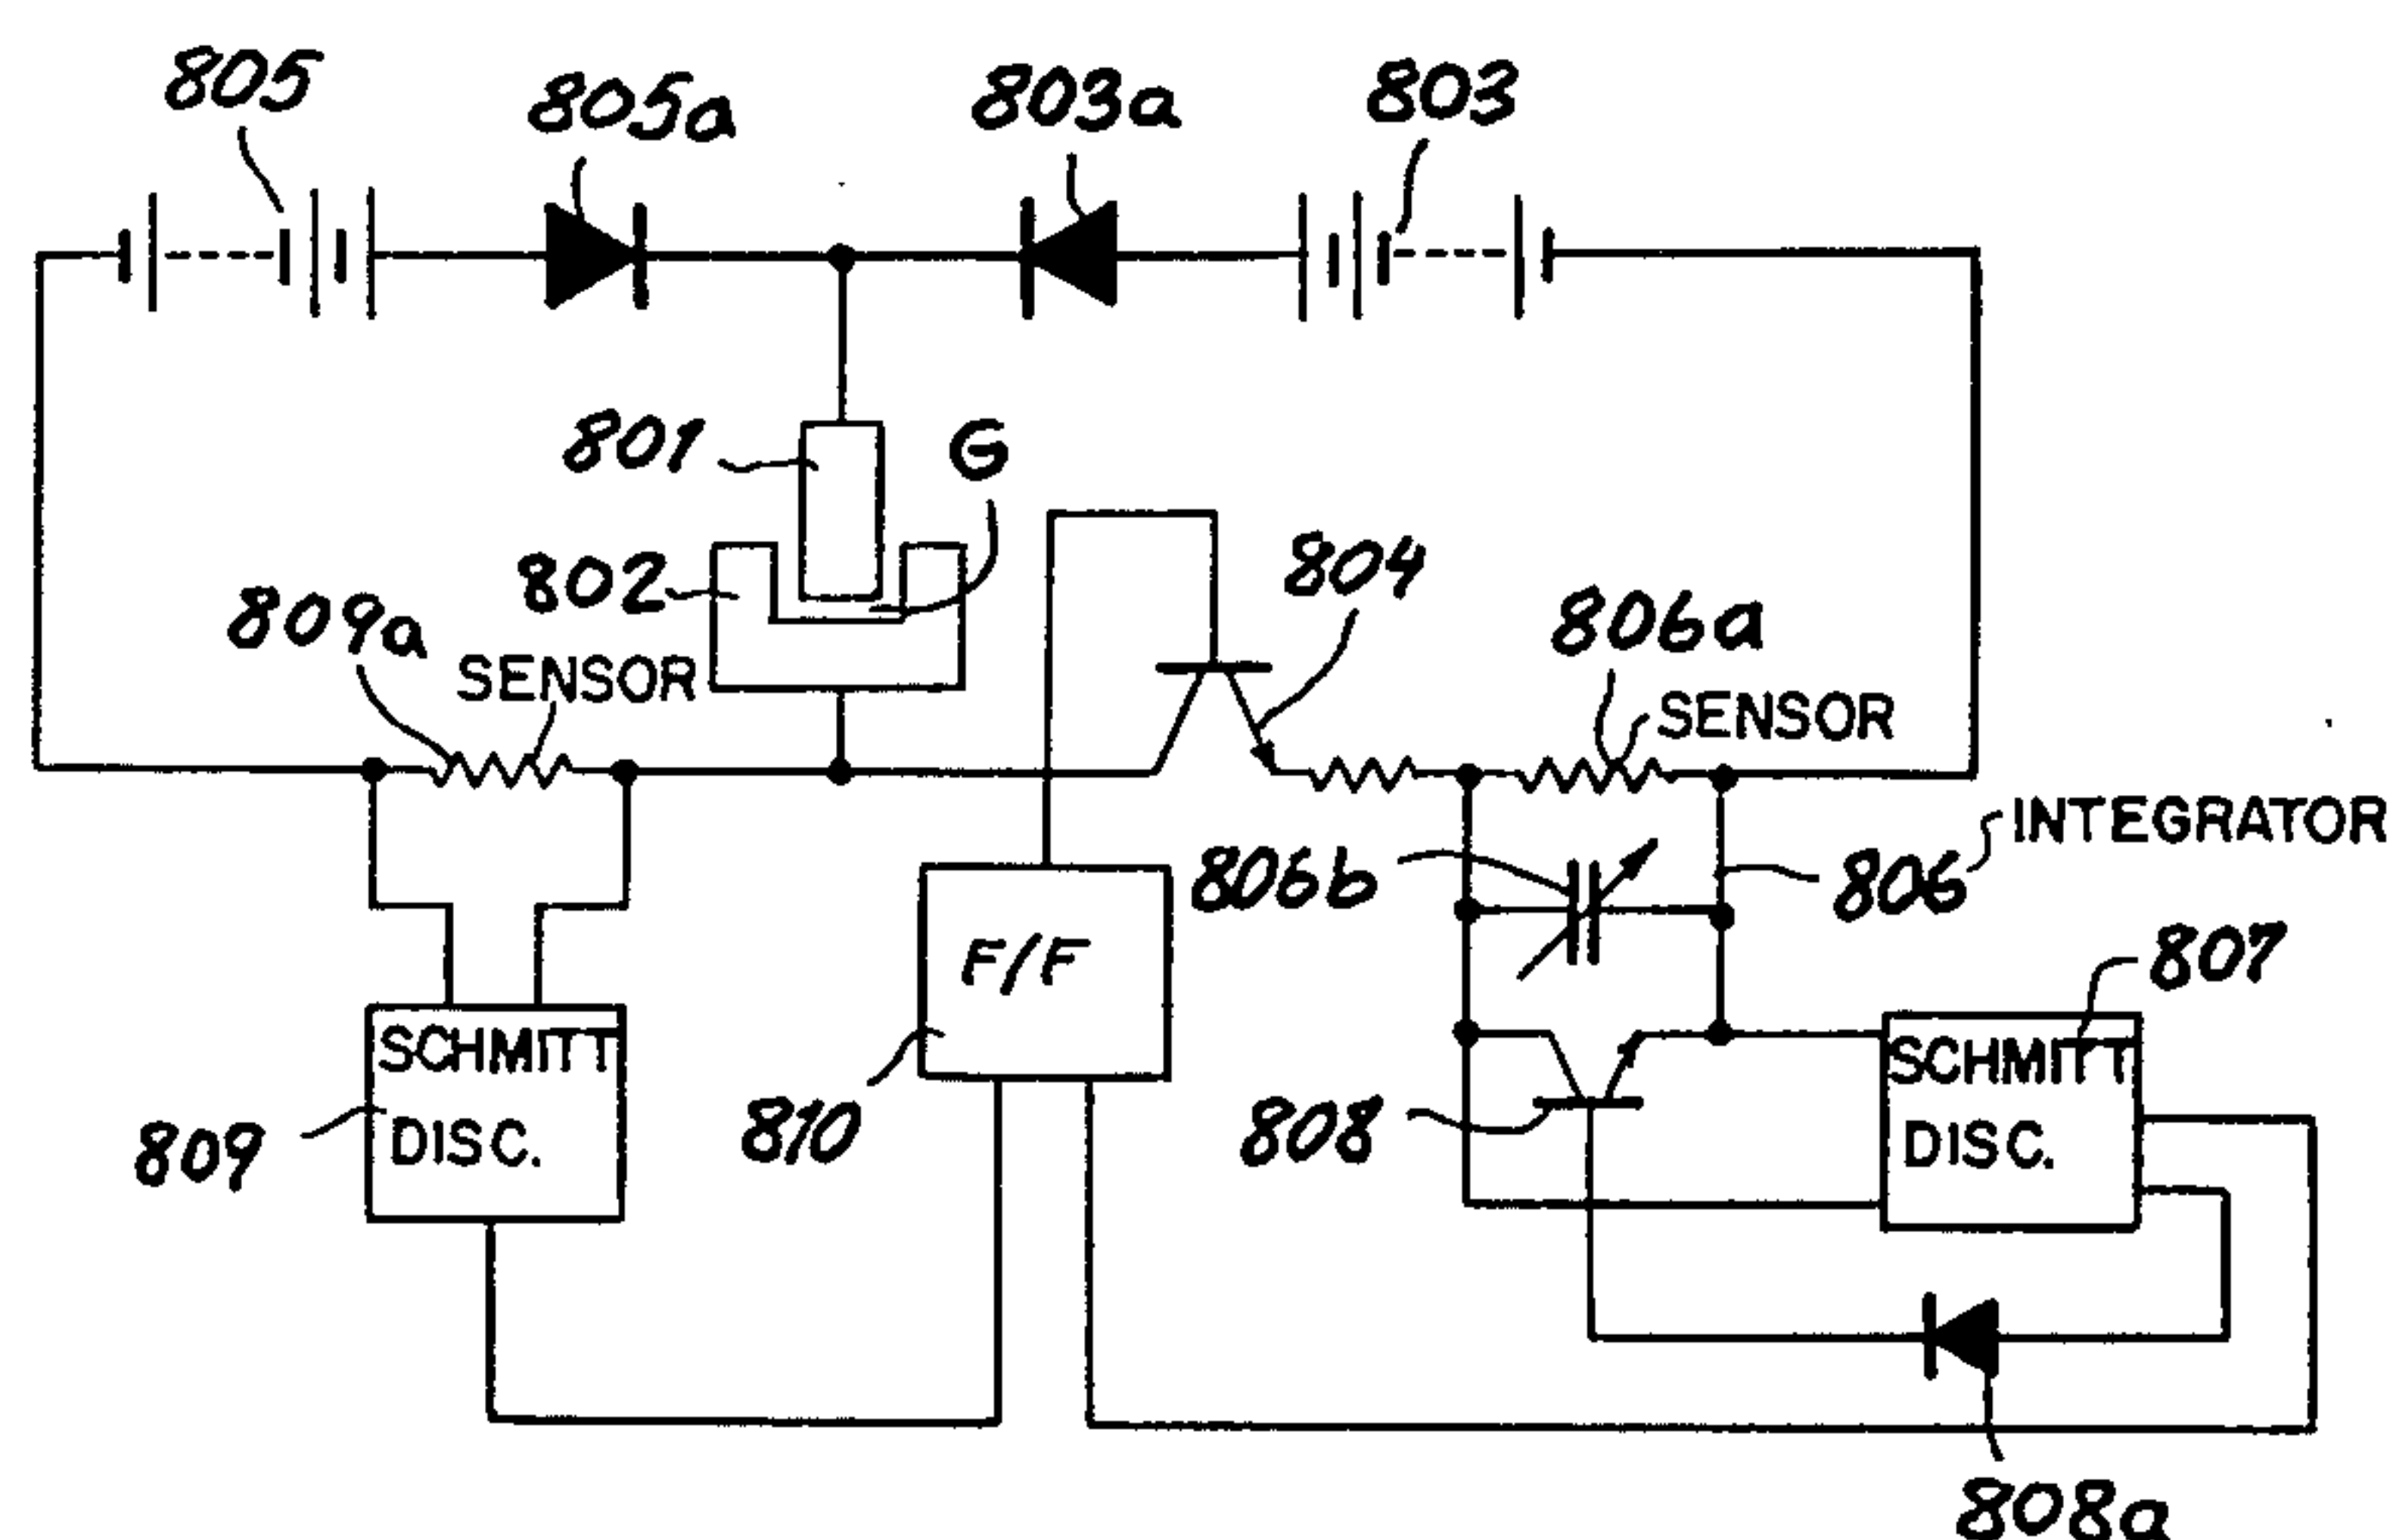 805
805a
803a
803
801
G
802
804
809a
SENSOR
806a
SENSOR
INTEGRATOR
806b
806
F/F
807
SCHMITT
DISC.
SCHMITT
DISC.
809
810
808
808a